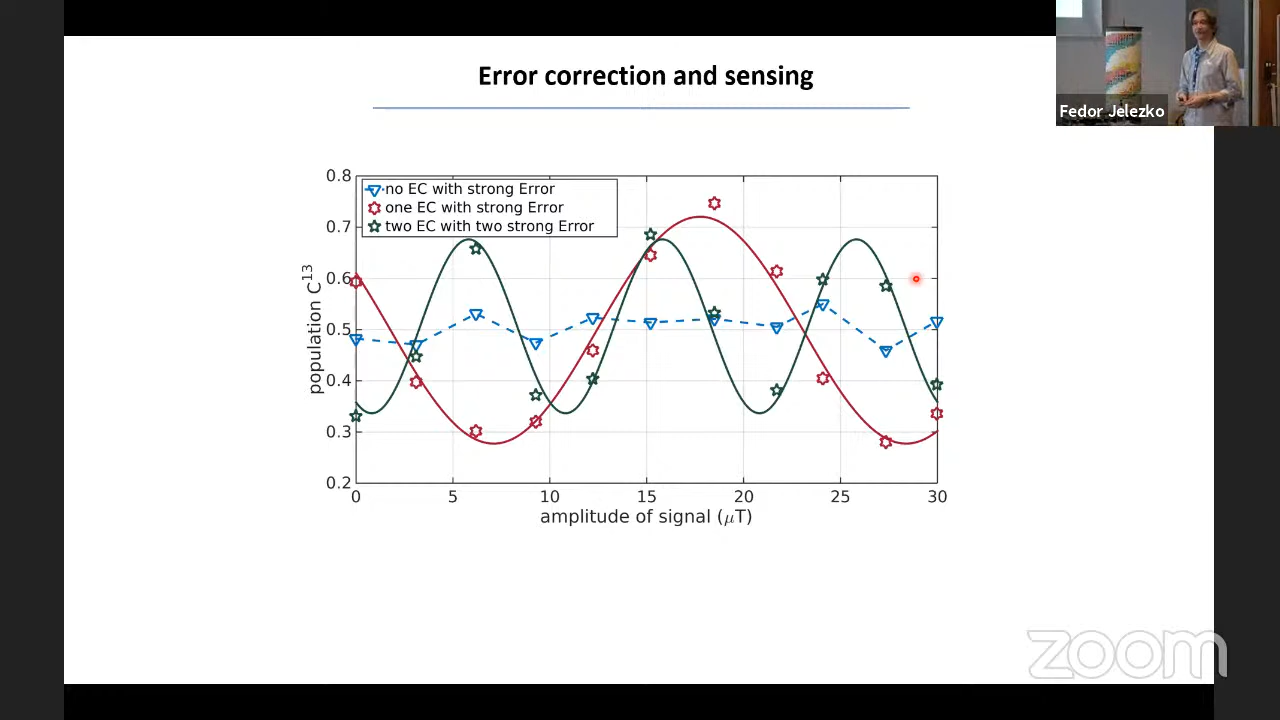 Error correction and sensing
Fedor Jelezko
no EC with strong Error
one EC with strong Error
two EC with two strong Error
0.8
0.7
0.6
0.5
0.4
0.3
0.2
population C¹³
0 5 10 15 20 25 30
amplitude of signal (μT)
zoom